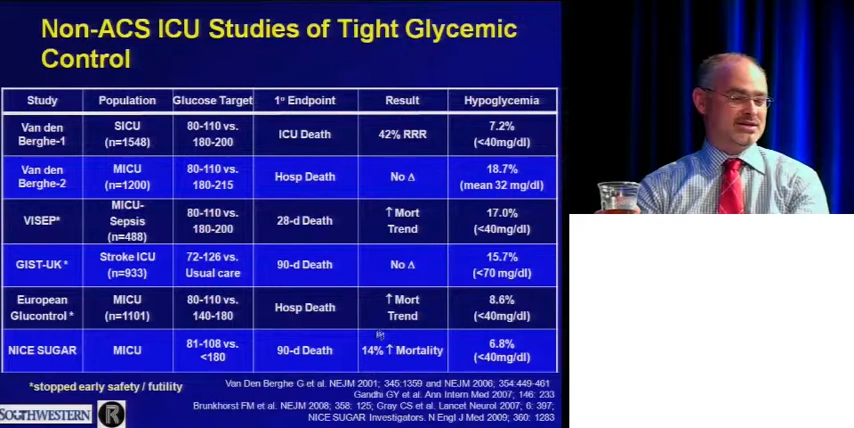 Non-ACS ICU Studies of Tight Glycemic
Control
Study Population Glucose Target 1º Endpoint Result Hypoglycemia
Van den Berghe-1 SICU (n=1548) 80-110 vs. 180-200 ICU Death 42% RRR 7.2% (<40mg/dl)
Van den Berghe-2 MICU (n=1200) 80-110 vs. 180-215 Hosp Death No Δ 18.7% (mean 32 mg/dl)
VISEP* MICU-Sepsis (n=488) 80-110 vs. 180-200 28-d Death ↑Mort Trend 17.0% (<40mg/dl)
GIST-UK * Stroke ICU (n=933) 72-126 vs. Usual care 90-d Death No Δ 15.7% (<70 mg/dl)
European Glucontrol * MICU (n=1101) 80-110 vs. 140-180 Hosp Death ↑Mort Trend 8.6% (<40mg/dl)
NICE SUGAR MICU 81-108 vs. <180 90-d Death 14% ↑ Mortality 6.8% (<40mg/dl)
*stopped early safety / futility
Van Den Berghe G et al. NEJM 2001; 345:1359 and NEJM 2006; 354:449-461
Gandhi GY et al. Ann Intern Med 2007; 146: 233
Brunkhorst FM et al. NEJM 2008; 358: 125; Gray CS et al. Lancet Neurol 2007; 6: 397;
NICE SUGAR Investigators. N Engl J Med 2009; 360: 1283
SOUTHWESTERN
R